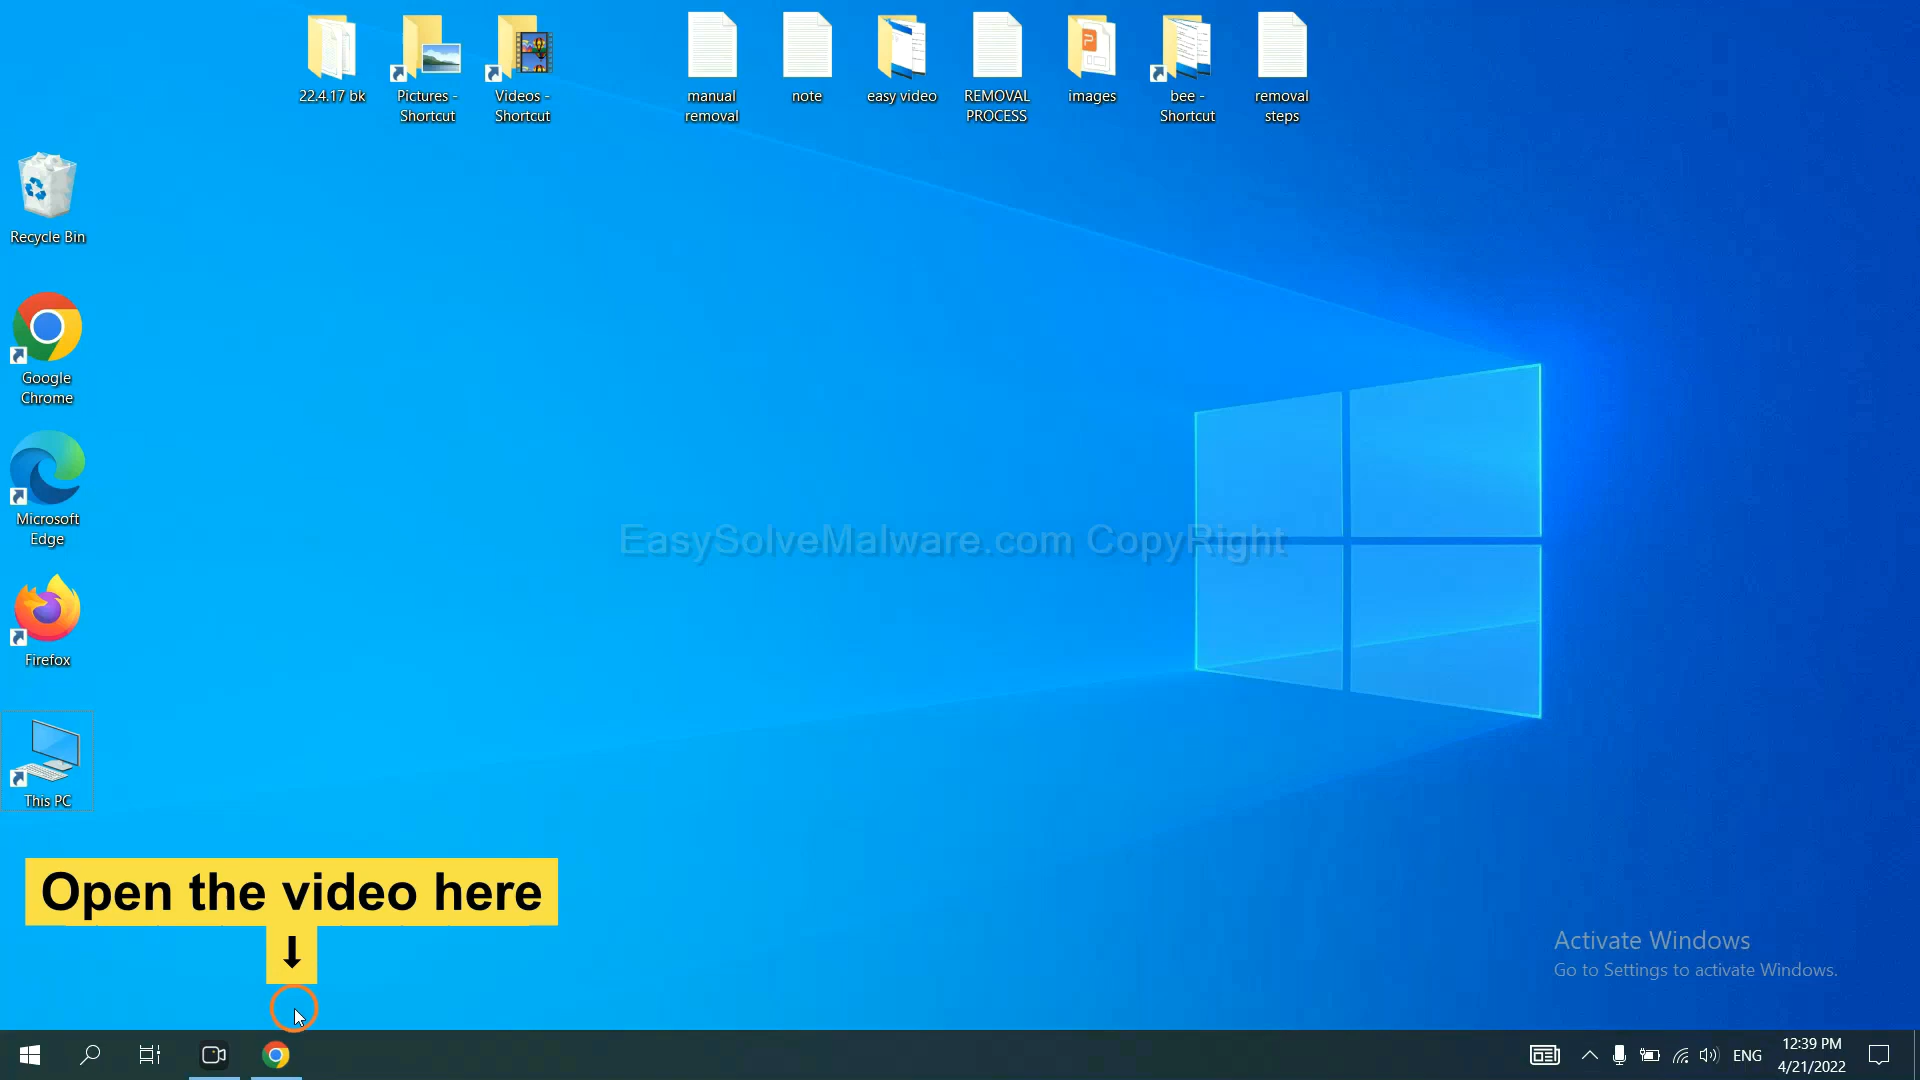 22.4.17 bk
Pictures -
Shortcut
Videos -
Shortcut
manual
removal
note
easy video
REMOVAL
PROCESS
images
bee -
Shortcut
removal
steps
Recycle Bin
Google
Chrome
Microsoft
Edge
Firefox
This PC
EasySolveMalware.com CopyRight
Open the video here
Activate Windows
Go to Settings to activate Windows.
ENG
12:39 PM
4/21/2022